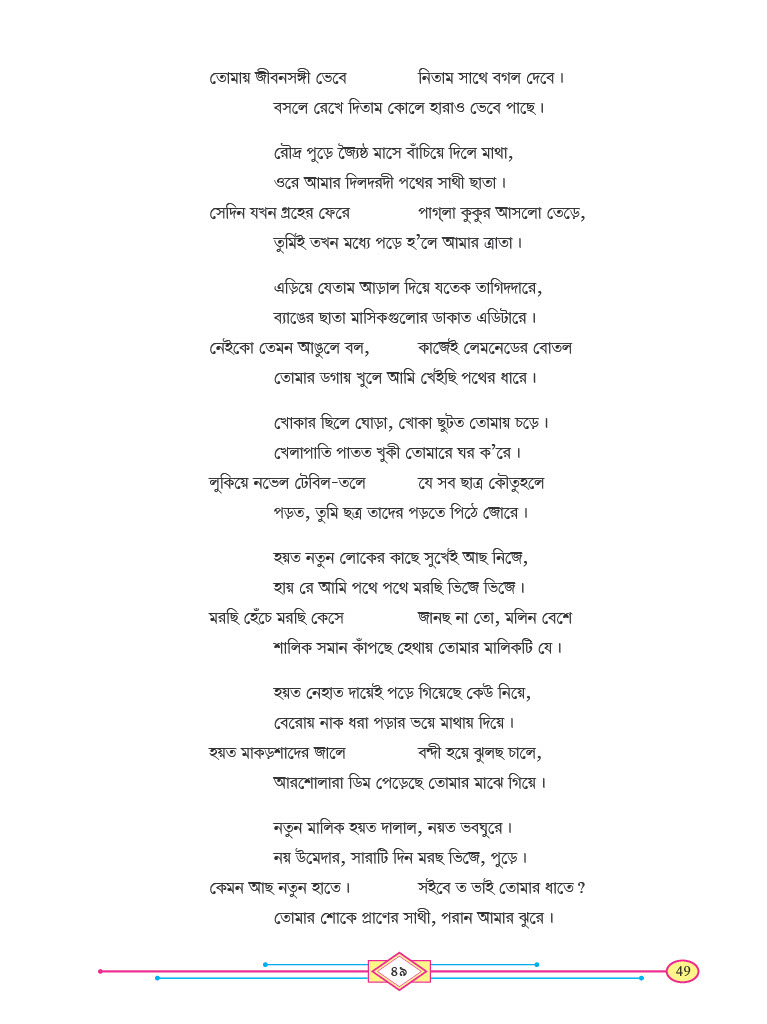 তোমায় জীবনসঙ্গী ভেবে নিতাম সাথে বগল দেবে।
বসলে রেখে দিতাম কোলে হারাও ভেবে পাছে।
রৌদ্র পুড়ে জ্যৈষ্ঠ মাসে বাঁচিয়ে দিলে মাথা,
ওরে আমার দিলদরদী পথের সাথী ছাতা।
সেদিন যখন গ্রহের ফেরে পাগ্‌লা কুকুর আসলো তেড়ে,
তুমিই তখন মধ্যে পড়ে হ’লে আমার ত্রাতা।
এড়িয়ে যেতাম আড়াল দিয়ে যতেক তাগিদদারে,
ব্যাঙের ছাতা মাসিকগুলোর ডাকাত এডিটারে।
নেইকো তেমন আঙুলে বল, কাজেই লেমনেডের বোতল
তোমার ডগায় খুলে আমি খেইছি পথের ধারে।
খোকার ছিলে ঘোড়া, খোকা ছুটত তোমায় চড়ে।
খেলাপাতি পাতত খুকী তোমারে ঘর ক’রে।
লুকিয়ে নভেল টেবিল-তলে যে সব ছাত্র কৌতুহলে
পড়ত, তুমি ছত্র তাদের পড়তে পিঠে জোরে।
হয়ত নতুন লোকের কাছে সুখেই আছ নিজে,
হায় রে আমি পথে পথে মরছি ভিজে ভিজে।
মরছি হেঁচে মরছি কেসে জানছ না তো, মলিন বেশে
শালিক সমান কাঁপছে হেথায় তোমার মালিকটি যে।
হয়ত নেহাত দায়েই পড়ে গিয়েছে কেউ নিয়ে,
বেরোয় নাক ধরা পড়ার ভয়ে মাথায় দিয়ে।
হয়ত মাকড়শাদের জালে বন্দী হয়ে ঝুলছ চালে,
আরশোলারা ডিম পেড়েছে তোমার মাঝে গিয়ে।
নতুন মালিক হয়ত দালাল, নয়ত ভবঘুরে।
নয় উমেদার, সারাটি দিন মরছ ভিজে, পুড়ে।
কেমন আছ নতুন হাতে। সইবে ত ভাই তোমার ধাতে?
তোমার শোকে প্রাণের সাথী, পরান আমার ঝুরে।
৪৯ 49